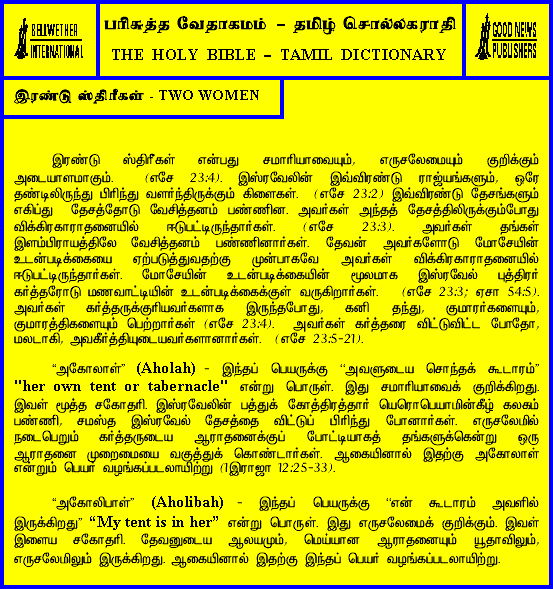 BELLWETHER
INTERNATIONAL
பரிசுத்த வேதாகமம் – தமிழ் சொல்லகராதி
THE HOLY BIBLE – TAMIL DICTIONARY
GOOD NEWS
PUBLISHERS
இரண்டு ஸ்திரீகள் - TWO WOMEN
இரண்டு ஸ்திரீகள் என்பது சமாரியாவையும், எருசலேமையும் குறிக்கும்
அடையாளமாகும். (எசே 23:4). இஸ்ரவேலின் இவ்விரண்டு ராஜ்யங்களும், ஒரே
தண்டிலிருந்து பிரிந்து வளர்ந்திருக்கும் கிளைகள். (எசே 23:2) இவ்விரண்டு தேசங்களும்
எகிப்து தேசத்தோடு வேசித்தனம் பண்ணின. அவர்கள் அந்தத் தேசத்திலிருக்கும்போது
விக்கிரகாராதனையில் ஈடுபட்டிருந்தார்கள். (எசே 23:3). அவர்கள் தங்கள்
இளம்பிராயத்திலே வேசித்தனம் பண்ணினார்கள். தேவன் அவர்களோடு மோசேயின்
உடன்படிக்கையை ஏற்படுத்துவதற்கு முன்பாகவே அவர்கள் விக்கிரகாராதனையில்
ஈடுபட்டிருந்தார்கள். மோசேயின் உடன்படிக்கையின் மூலமாக இஸ்ரவேல் புத்திரர்
கர்த்தரோடு மணவாட்டியின் உடன்படிக்கைக்குள் வருகிறார்கள். (எசே 23:3; ஏசா 54:5).
அவர்கள் கர்த்தருக்குரியவர்களாக இருந்தபோது, கனி தந்து, குமாரர்களையும்,
குமாரத்திகளையும் பெற்றார்கள் (எசே 23:4). அவர்கள் கர்த்தரை விட்டுவிட்ட போதோ,
மலடாகி, அவகீர்த்தியுடையவர்களானார்கள். (எசே 23:5-21).
“அகோலாள்” (Aholah) - இந்தப் பெயருக்கு “அவளுடைய சொந்தக் கூடாரம்”
"her own tent or tabernacle" என்று பொருள். இது சமாரியாவைக் குறிக்கிறது.
இவள் மூத்த சகோதரி. இஸ்ரவேலின் பத்துக் கோத்திரத்தார் யெரொபெயாமின்கீழ் கலகம்
பண்ணி, சமஸ்த இஸ்ரவேல் தேசத்தை விட்டுப் பிரிந்து போனார்கள். எருசலேமில்
நடைபெறும் கர்த்தருடைய ஆராதனைக்குப் போட்டியாகத் தங்களுக்கென்று ஒரு
ஆராதனை முறைமையை வகுத்துக் கொண்டார்கள். ஆகையினால் இதற்கு அகோலாள்
என்றும் பெயர் வழங்கப்படலாயிற்று (1இராஜா 12:25-33).
“அகோலிபாள்” (Aholibah) - இந்தப் பெயருக்கு “என் கூடாரம் அவளில்
இருக்கிறது” “My tent is in her” என்று பொருள். இது எருசலேமைக் குறிக்கும். இவள்
இளைய சகோதரி. தேவனுடைய ஆலயமும், மெய்யான ஆராதனையும் யூதாவிலும்,
எருசலேமிலும் இருக்கிறது. ஆகையினால் இதற்கு இந்தப் பெயர் வழங்கப்படலாயிற்று.